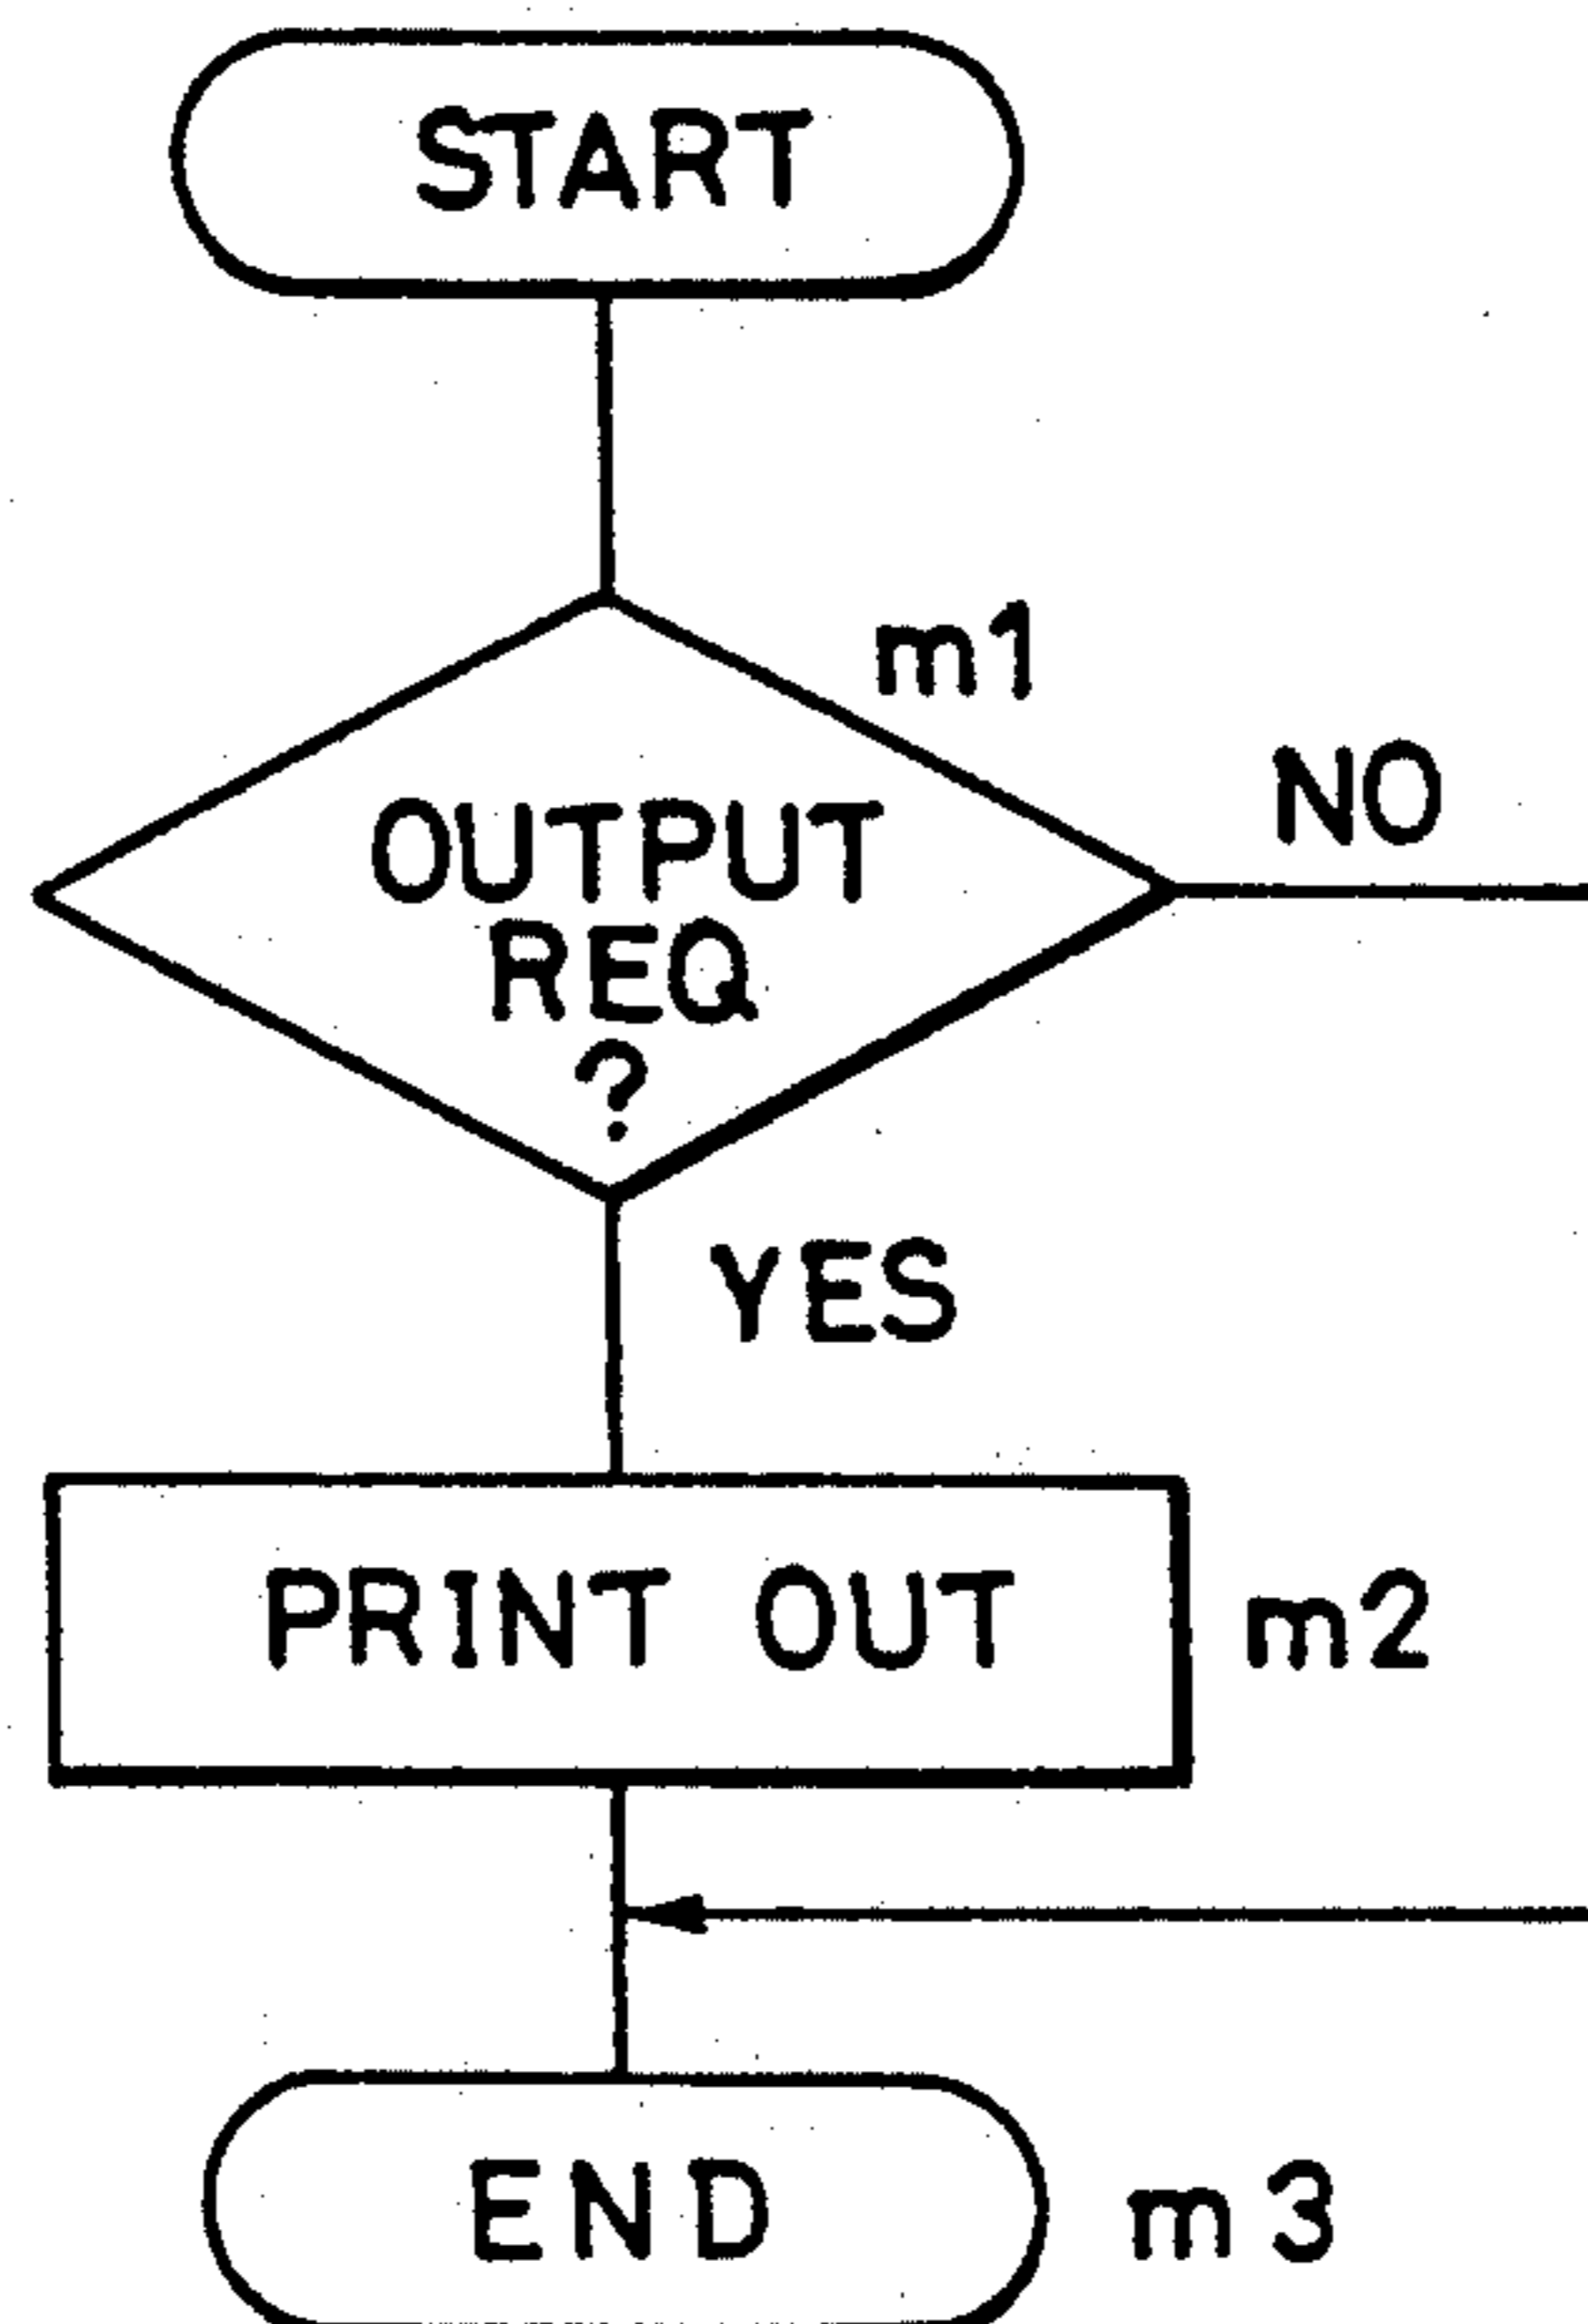 START
m1
NO
OUTPUT
REQ
?
YES
PRINT OUT
m2
END
m3